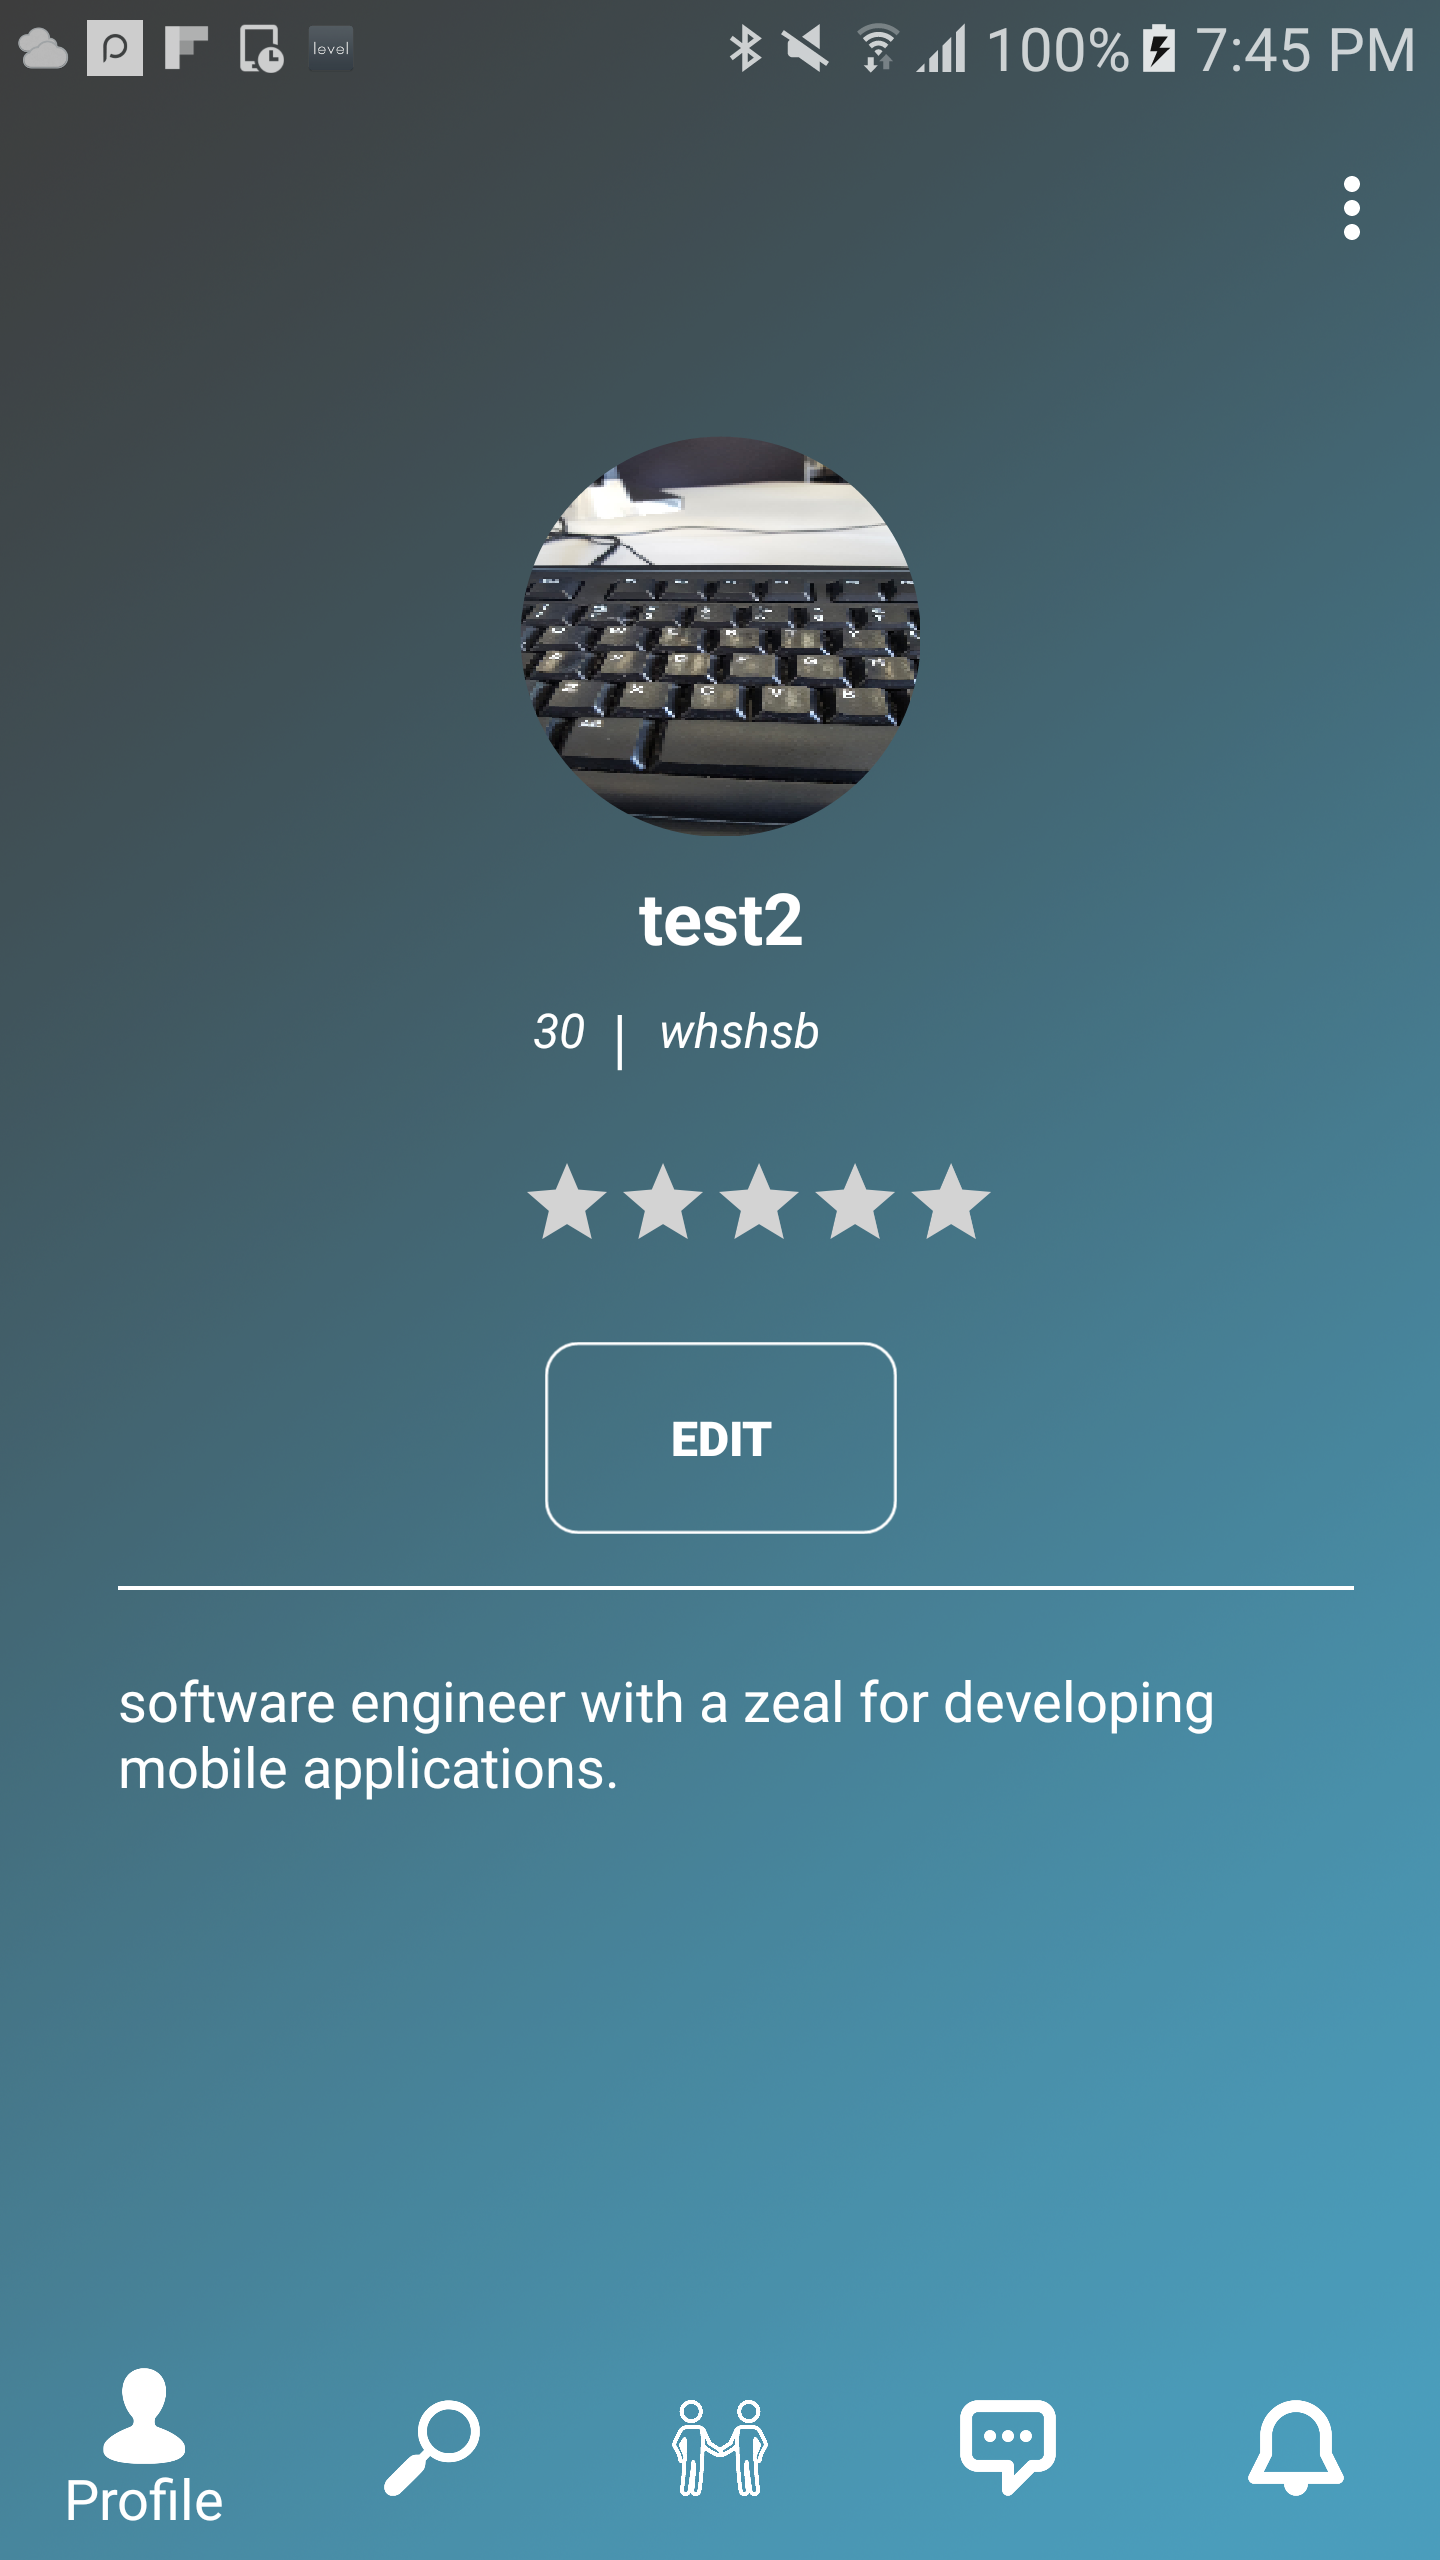 level 100% 7:45 PM
test2
30 | whshsb
EDIT
software engineer with a zeal for developing
mobile applications.
Profile